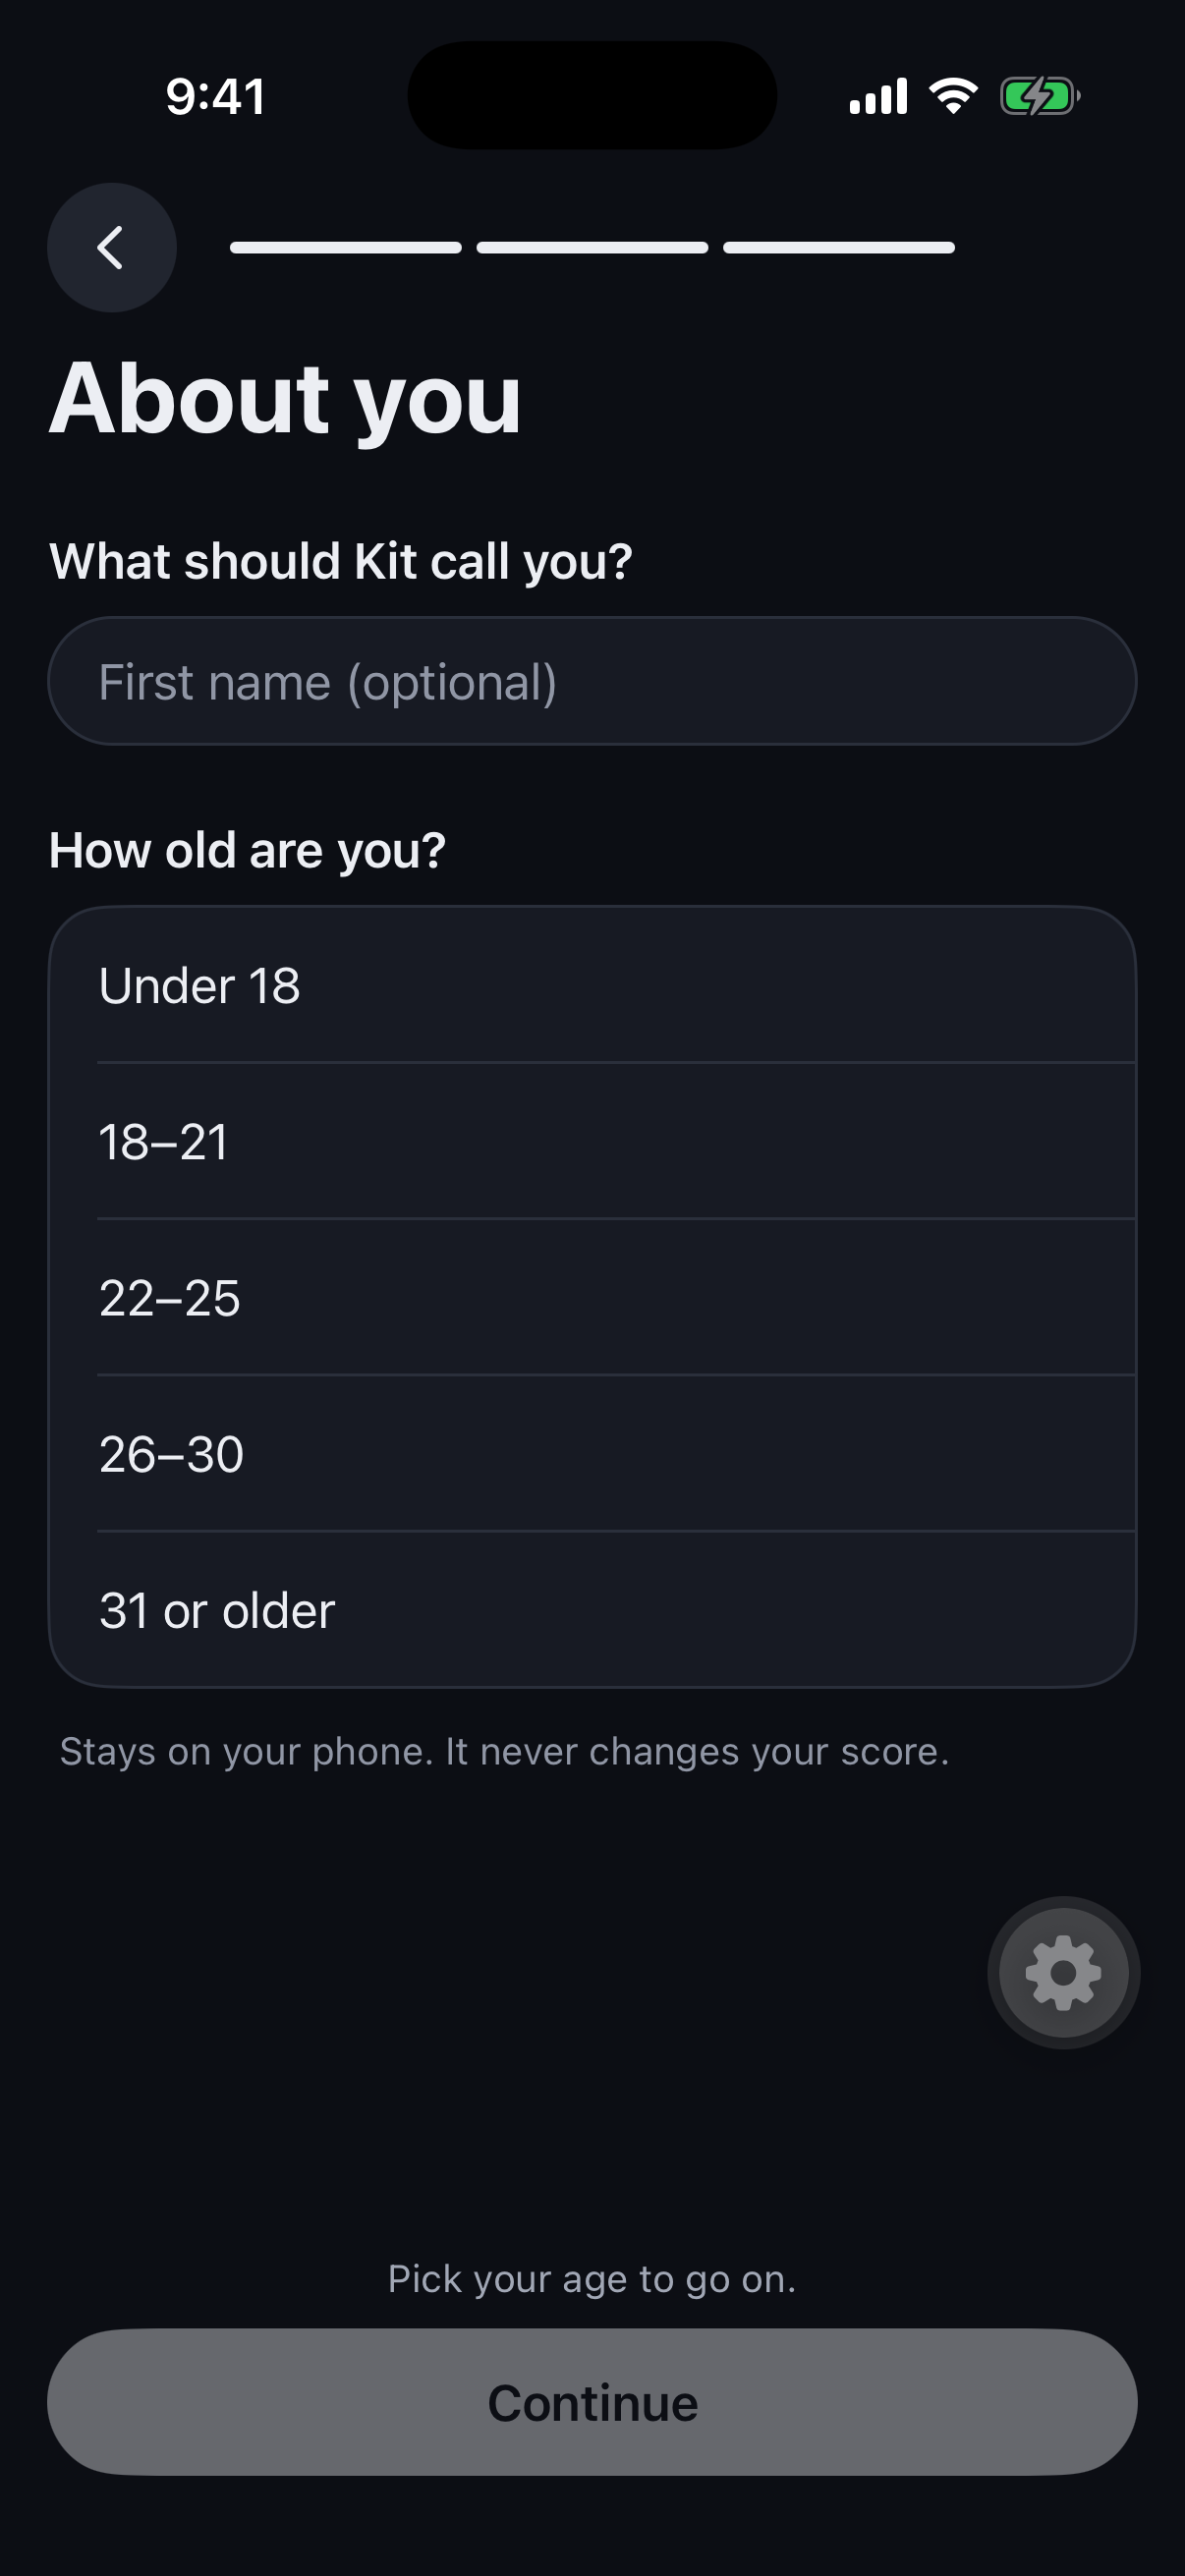 9:41
About you
What should Kit call you?
First name (optional)
How old are you?
Under 18
18–21
22–25
26–30
31 or older
Stays on your phone. It never changes your score.
Pick your age to go on.
Continue